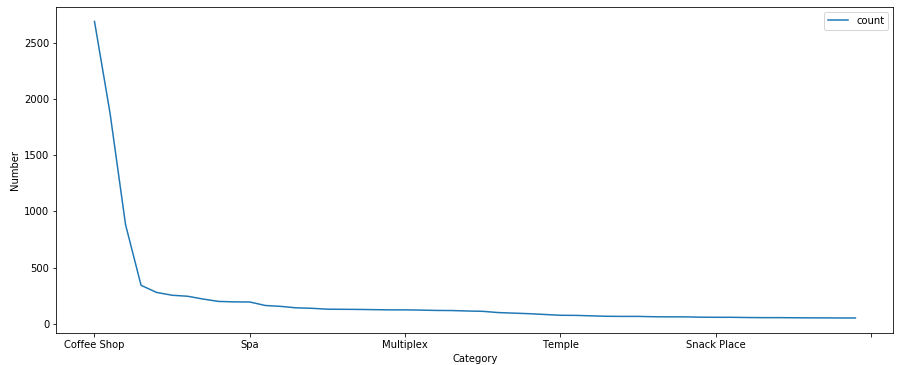 count
2500
2000
1500
1000
500
0
Number
Coffee Shop
Spa
Multiplex
Temple
Snack Place
Category